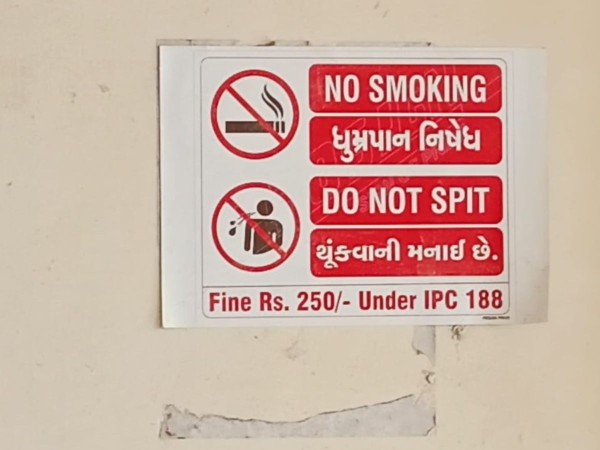 NO SMOKING
ધુમ્રપાન નિષેધ
DO NOT SPIT
થૂંકવાની મનાઈ છે.
Fine Rs. 250/- Under IPC 188